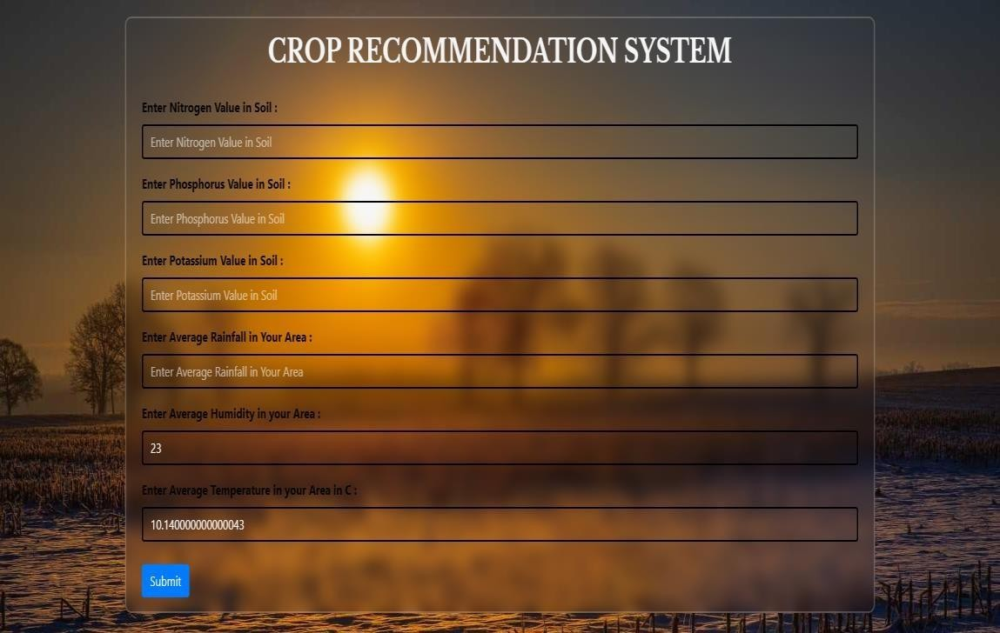 CROP RECOMMENDATION SYSTEM
Enter Nitrogen Value in Soil :
Enter Nitrogen Value in Soil
Enter Phosphorus Value in Soil :
Enter Phosphorus Value in Soil
Enter Potassium Value in Soil :
Enter Potassium Value in Soil
Enter Average Rainfall in Your Area :
Enter Average Rainfall in Your Area
Enter Average Humidity in your Area :
23
Enter Average Temperature in your Area in C :
10.140000000000043
Submit